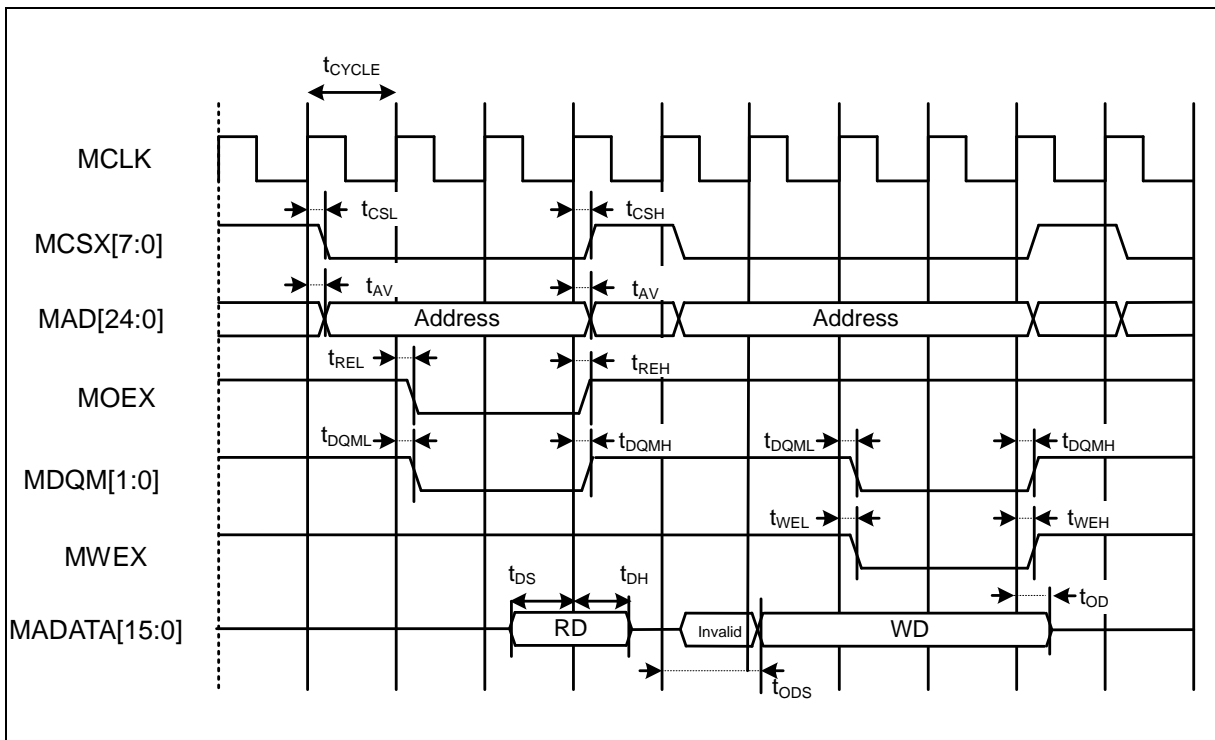 tCYCLE
MCLK
tCSL
tCSH
MCSX[7:0]
tAV
tAV
MAD[24:0]
Address
Address
tREL
tREH
MOEX
tDQML
tDQMH
tDQML
tDQMH
MDQM[1:0]
tWEL
tWEH
MWEX
tDS
tDH
tOD
MADATA[15:0]
RD
Invalid
WD
tODS